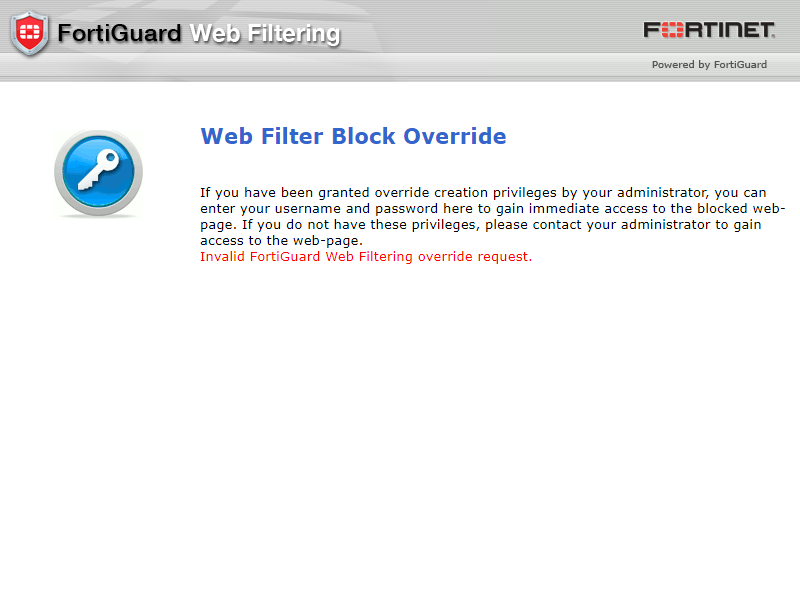 FortiGuard Web Filtering
FORTINET
Powered by FortiGuard
Web Filter Block Override
If you have been granted override creation privileges by your administrator, you can
enter your username and password here to gain immediate access to the blocked web-
page. If you do not have these privileges, please contact your administrator to gain
access to the web-page.
Invalid FortiGuard Web Filtering override request.